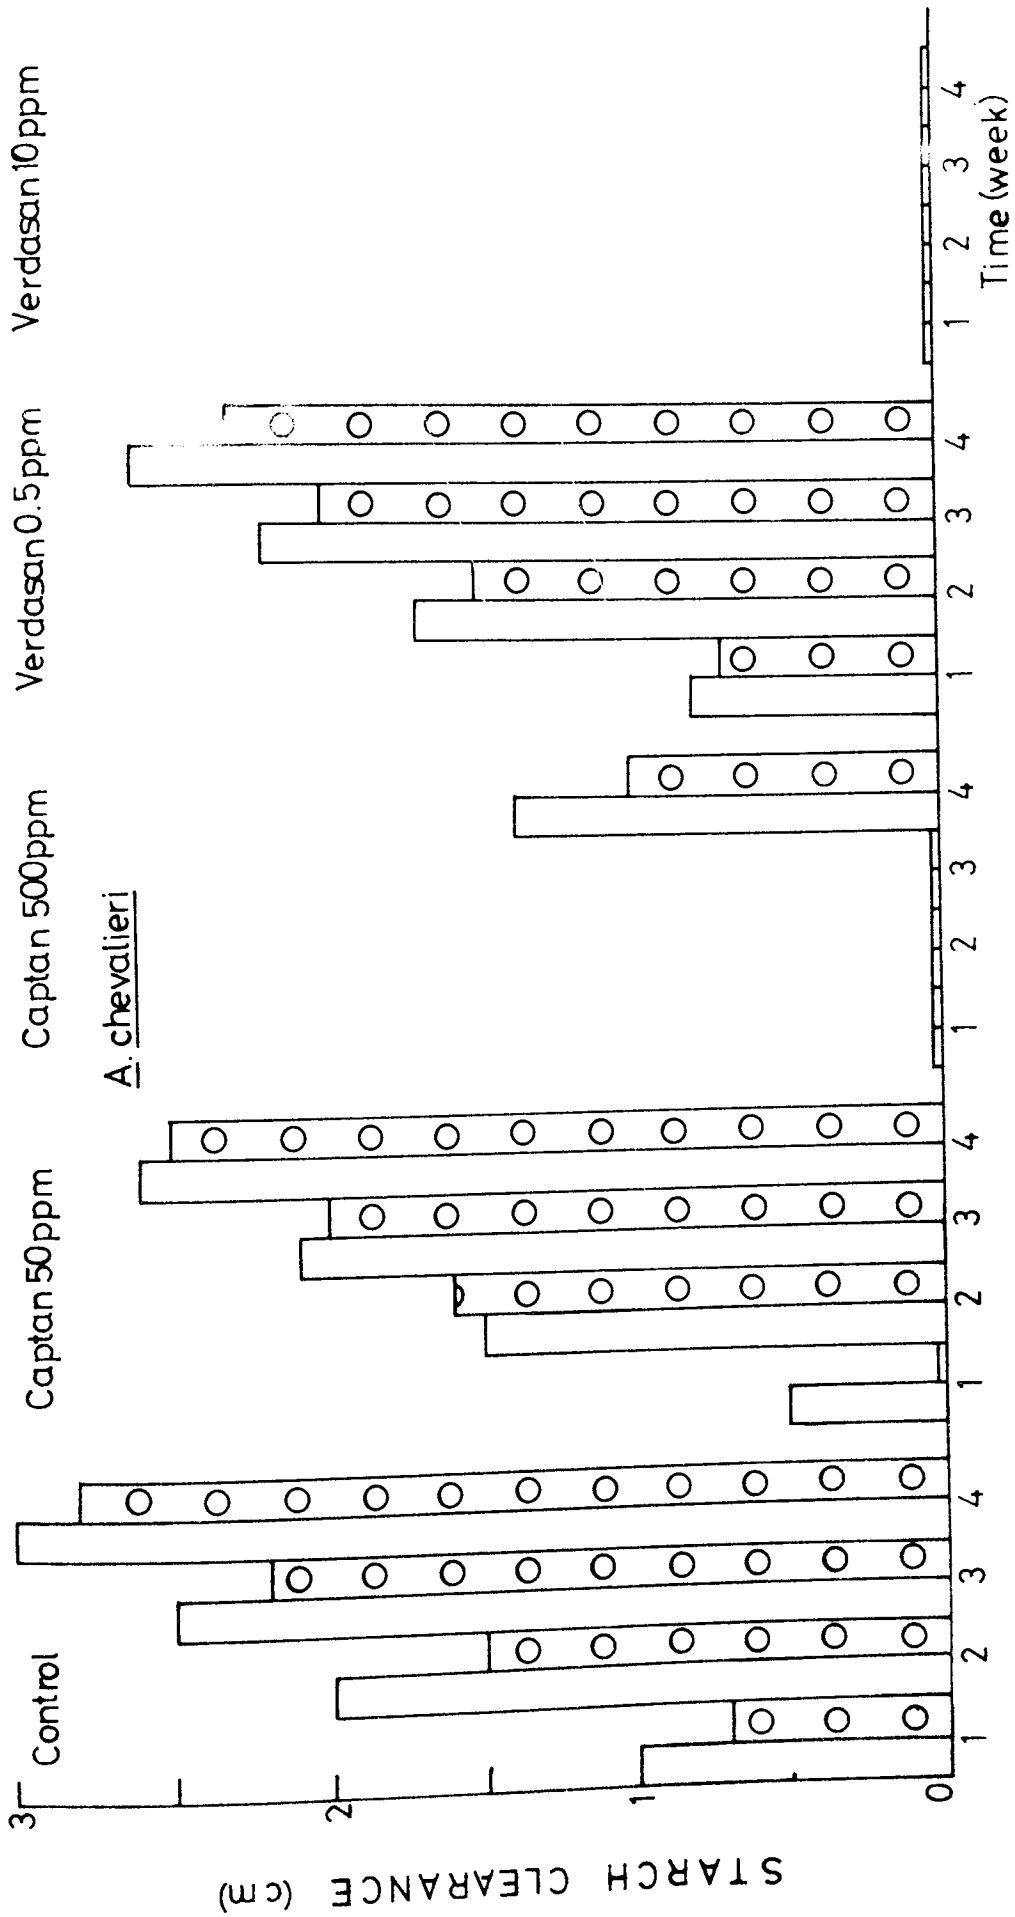 Control
Captan 50ppm
Captan 500ppm
Verdasan 0.5ppm
Verdasan 10ppm
A. chevalieri
STARCH CLEARANCE (cm)
3
2
1
0
1 2 3 4
1 2 3 4
1 2 3 4
1 2 3 4
1 2 3 4
Time (week)